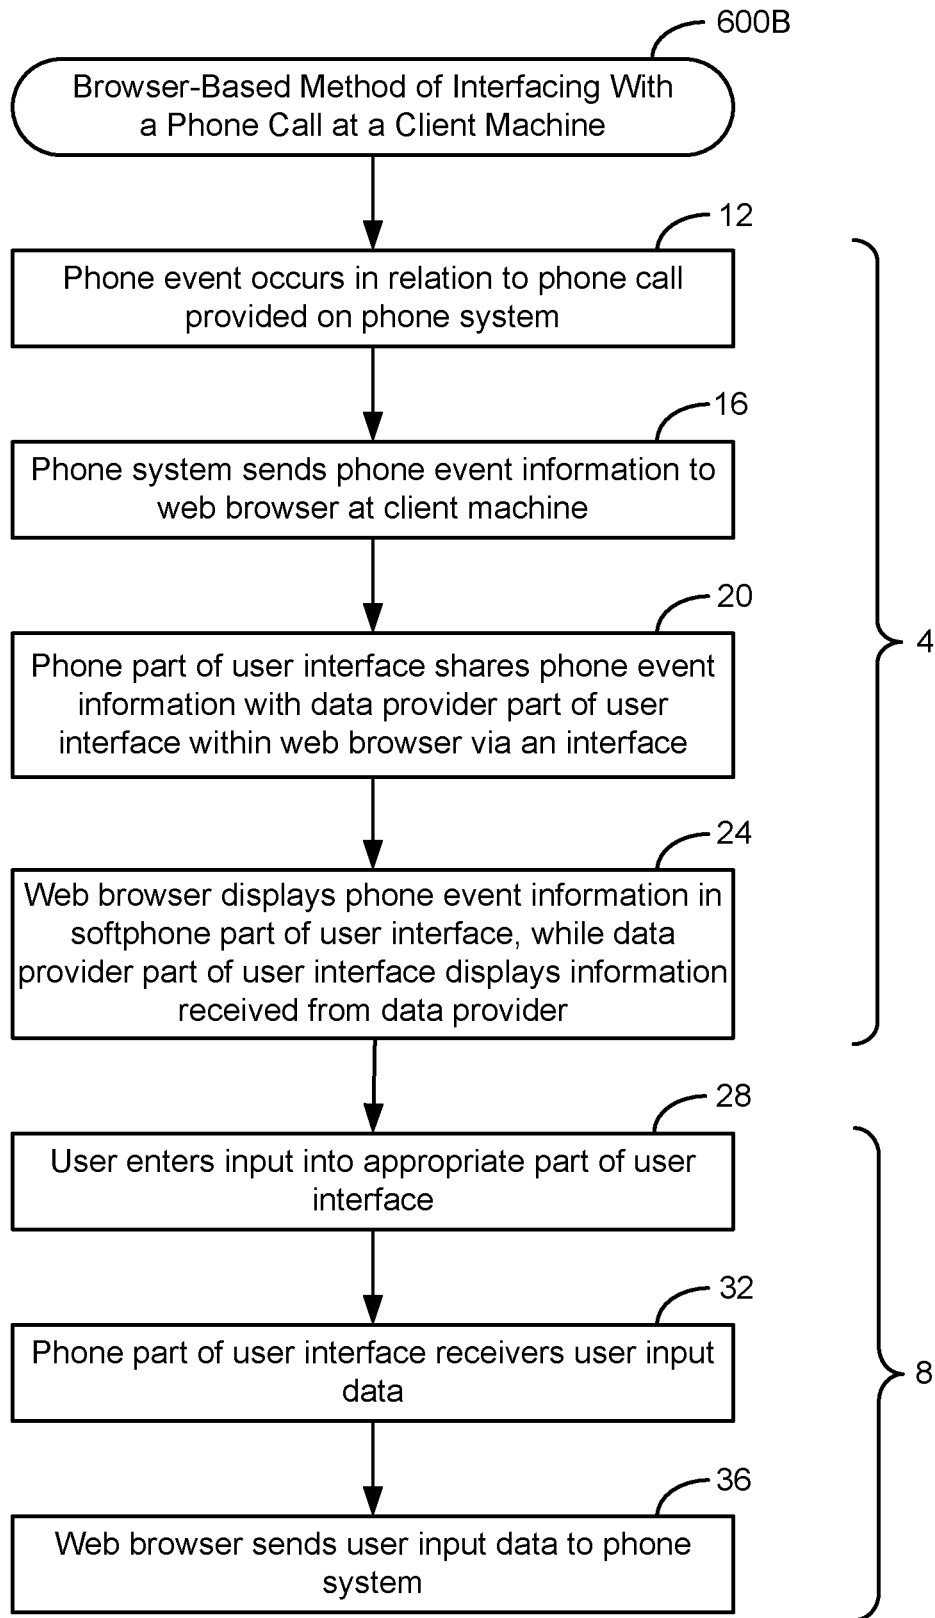 600B
Browser-Based Method of Interfacing With
a Phone Call at a Client Machine
12
Phone event occurs in relation to phone call
provided on phone system
16
Phone system sends phone event information to
web browser at client machine
20
Phone part of user interface shares phone event
information with data provider part of user
interface within web browser via an interface
4
24
Web browser displays phone event information in
softphone part of user interface, while data
provider part of user interface displays information
received from data provider
28
User enters input into appropriate part of user
interface
32
Phone part of user interface receivers user input
data
8
36
Web browser sends user input data to phone
system